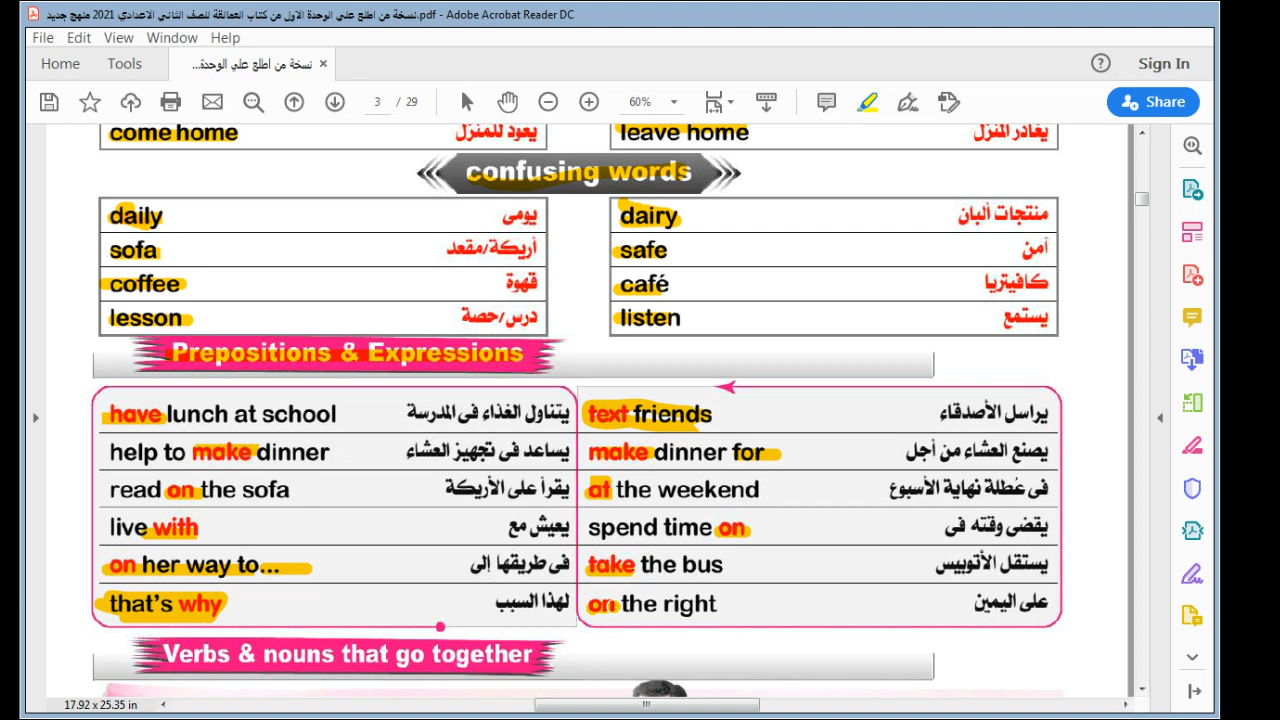 نسخة من اطلع علي الوحدة الاول من كتاب العمالقة للصف الثاني الاعدادي 2021 منهج جديد.pdf - Adobe Acrobat Reader DC
File Edit View Window Help
Home Tools نسخة من اطلع علي الوحدة... × Sign In
3 / 29 60% Share
come home يعود للمنزل leave home يغادر المنزل
confusing words
daily يومى dairy منتجات ألبان
sofa أريكة/مقعد safe أمن
coffee قهوة café كافيتريا
lesson درس/حصة listen يستمع
Prepositions & Expressions
have lunch at school يتناول الغذاء فى المدرسة text friends يراسل الأصدقاء
help to make dinner يساعد فى تجهيز العشاء make dinner for يصنع العشاء من أجل
read on the sofa يقرأ على الأريكة at the weekend فى عُطلة نهاية الأسبوع
live with يعيش مع spend time on يقضى وقته فى
on her way to... فى طريقها إلى take the bus يستقل الأتوبيس
that's why لهذا السبب on the right على اليمين
Verbs & nouns that go together
17.92 x 25.35 in